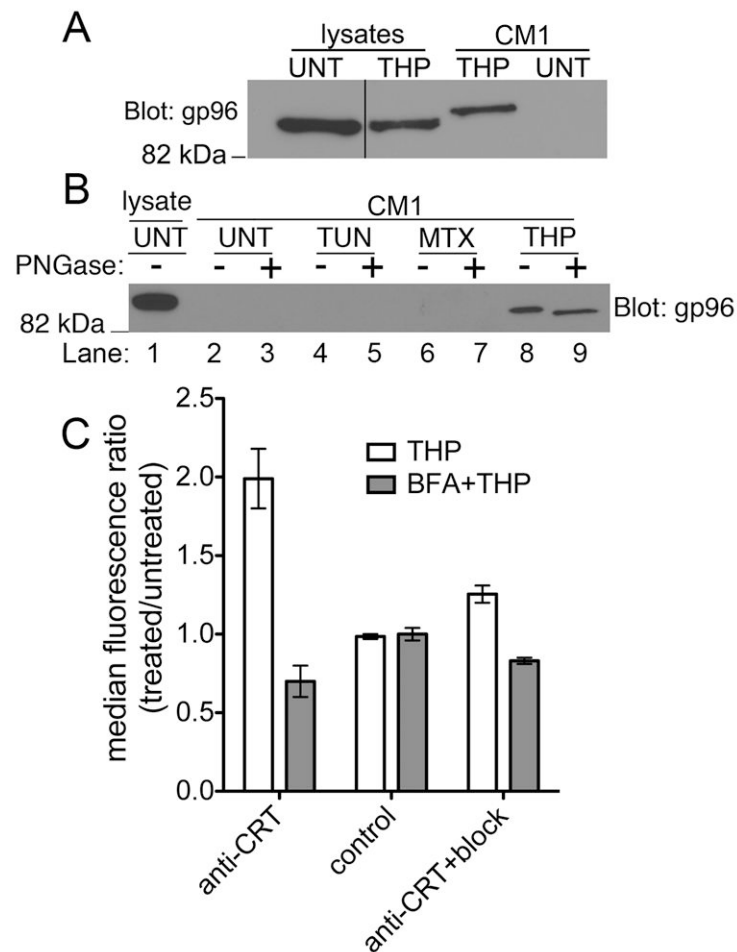 A
lysates CM1
UNT THP THP UNT
Blot: gp96
82 kDa
B
lysate CM1
UNT UNT TUN MTX THP
PNGase: - - + - + - + - +
Blot: gp96
82 kDa
Lane: 1 2 3 4 5 6 7 8 9
C
median fluorescence ratio
(treated/untreated)
2.5
2.0
1.5
1.0
0.5
0.0
THP
BFA+THP
anti-CRT
control
anti-CRT+block